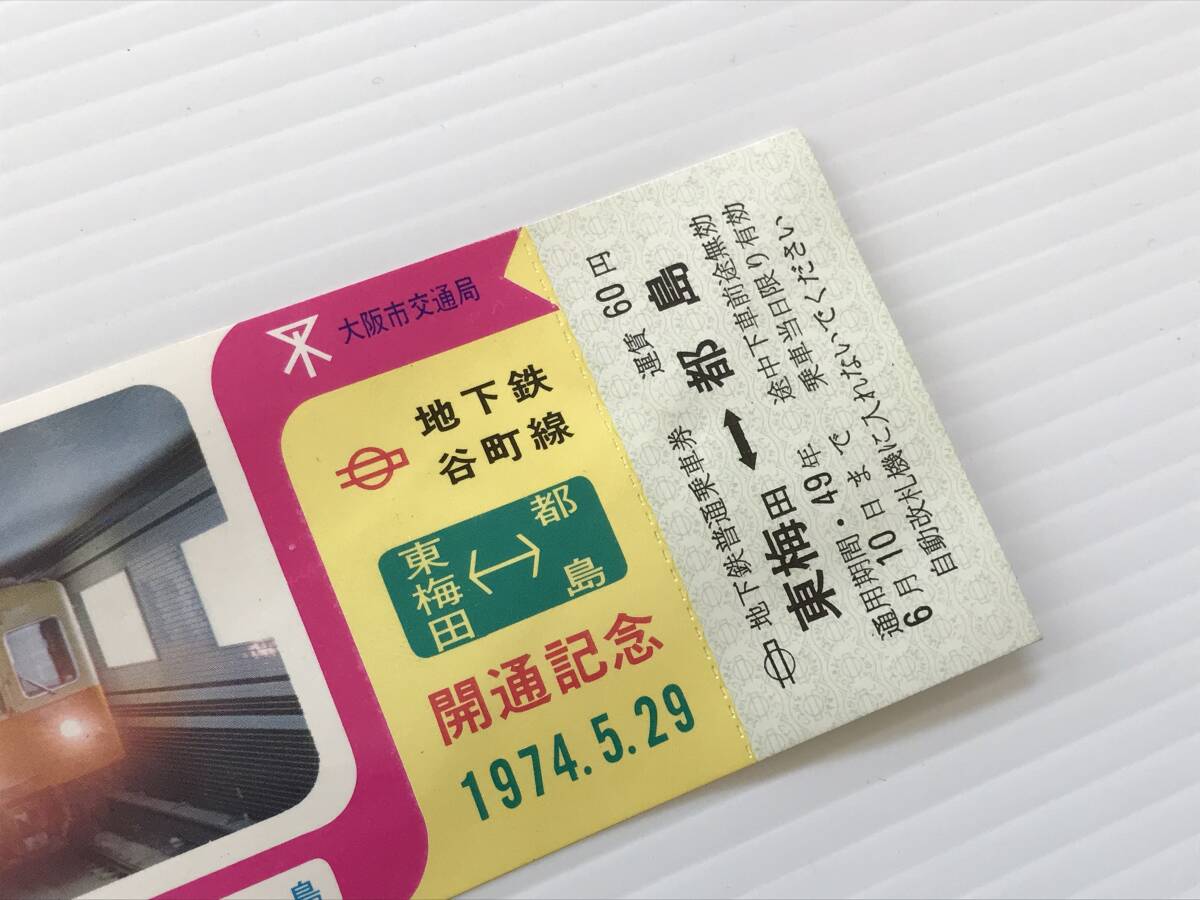 大阪市交通局
地下鉄
谷町線
東梅田 ↔ 都島
開通記念
1974.5.29
島
運賃 60円
地下鉄普通乗車券
東梅田 ↔ 都島
通用期間・49年 途中下車前途無効
6月10日まで 乗車当日限り有効
自動改札機に入れないでください